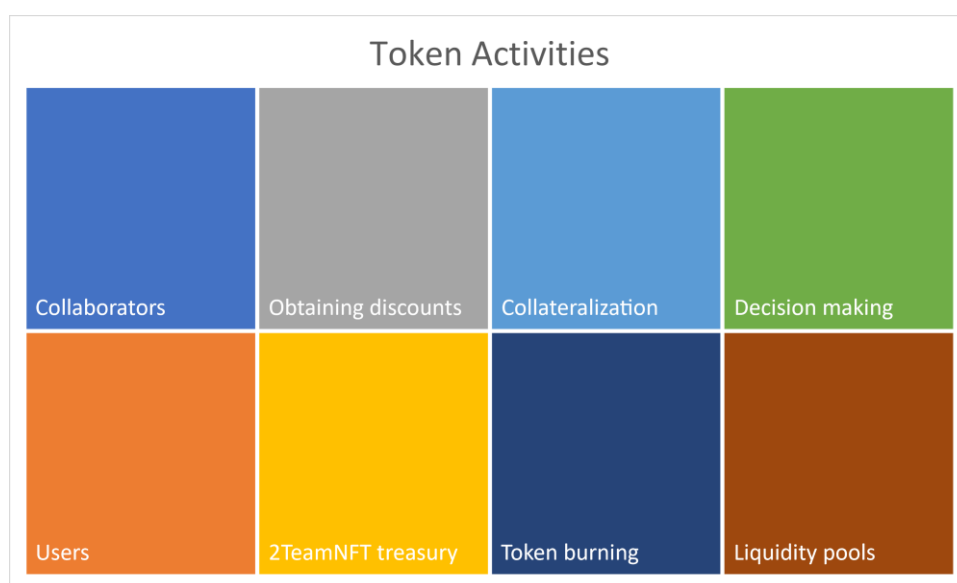 Token Activities
Collaborators
Obtaining discounts
Collateralization
Decision making
Users
2TeamNFT treasury
Token burning
Liquidity pools